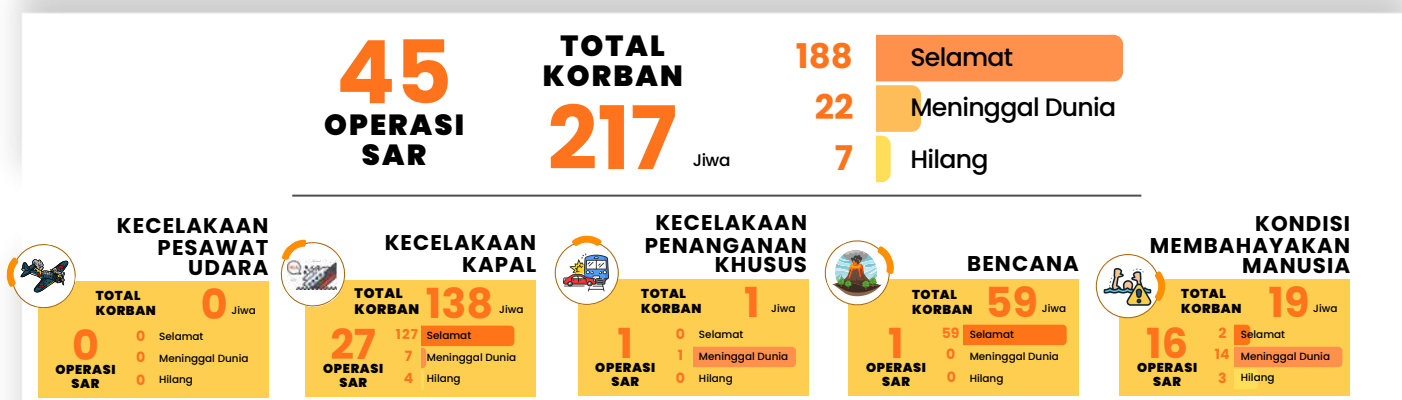 45
OPERASI
SAR
TOTAL
KORBAN
217 Jiwa
188 Selamat
22 Meninggal Dunia
7 Hilang
KECELAKAAN
PESAWAT
UDARA
TOTAL
KORBAN 0 Jiwa
0
OPERASI
SAR
0 Selamat
0 Meninggal Dunia
0 Hilang
KECELAKAAN
KAPAL
TOTAL
KORBAN 138 Jiwa
27
OPERASI
SAR
127 Selamat
7 Meninggal Dunia
4 Hilang
KECELAKAAN
PENANGANAN
KHUSUS
TOTAL
KORBAN 1 Jiwa
1
OPERASI
SAR
0 Selamat
1 Meninggal Dunia
0 Hilang
BENCANA
TOTAL
KORBAN 59 Jiwa
1
OPERASI
SAR
59 Selamat
0 Meninggal Dunia
0 Hilang
KONDISI
MEMBAHAYAKAN
MANUSIA
TOTAL
KORBAN 19 Jiwa
16
OPERASI
SAR
2 Selamat
14 Meninggal Dunia
3 Hilang